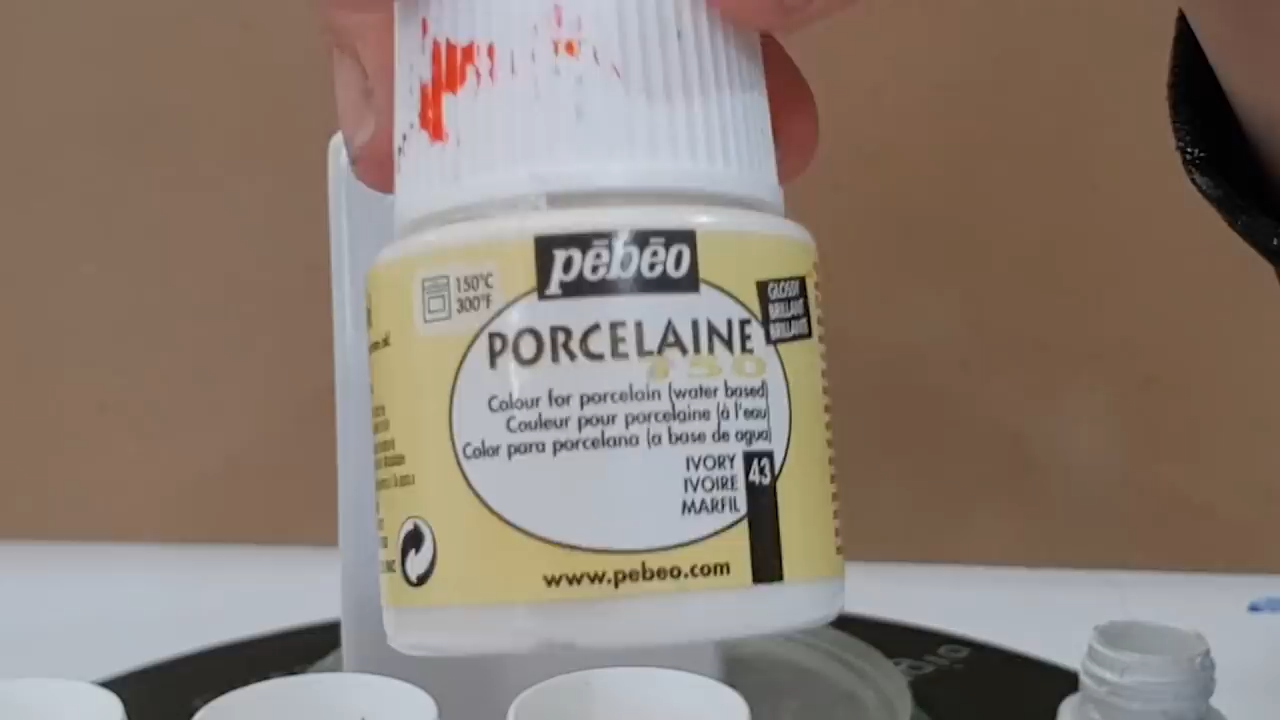 pēbēo
150°C
300°F
GLOSSY
BRILLANT
BRILLANTE
PORCELAINE
150
Colour for porcelain (water based)
Couleur pour porcelaine (à l'eau)
Color para porcelana (a base de agua)
IVORY
IVOIRE
MARFIL
43
www.pebeo.com